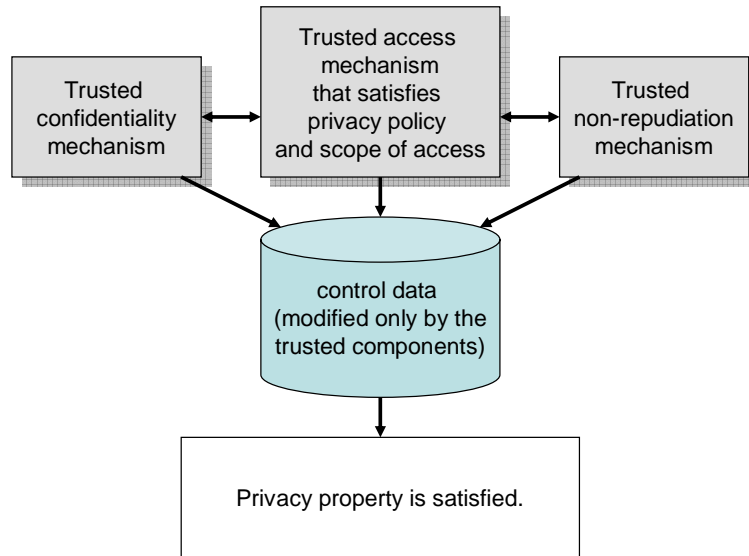 Trusted
confidentiality
mechanism
Trusted access
mechanism
that satisfies
privacy policy
and scope of access
Trusted
non-repudiation
mechanism
control data
(modified only by the
trusted components)
Privacy property is satisfied.